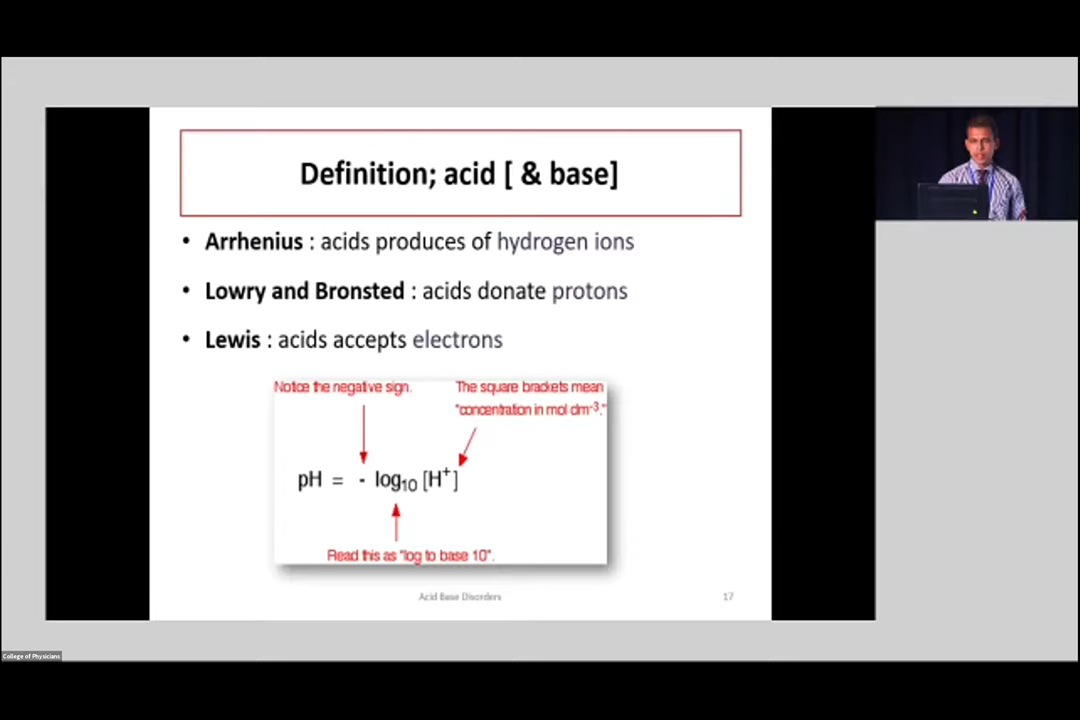 Definition; acid [ & base]
• Arrhenius : acids produces of hydrogen ions
• Lowry and Bronsted : acids donate protons
• Lewis : acids accepts electrons
Notice the negative sign.
The square brackets mean
"concentration in mol dm⁻³."
pH = - log₁₀ [H⁺]
Read this as "log to base 10".
Acid Base Disorders
17
College of Physicians